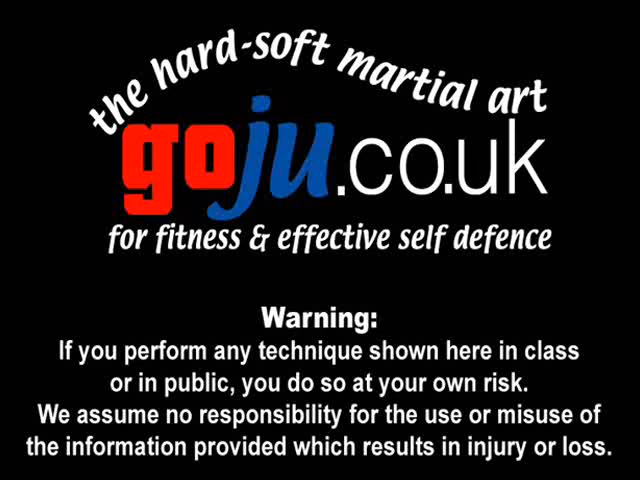 the hard-soft martial art
goju.co.uk
for fitness & effective self defence
Warning:
If you perform any technique shown here in class
or in public, you do so at your own risk.
We assume no responsibility for the use or misuse of
the information provided which results in injury or loss.